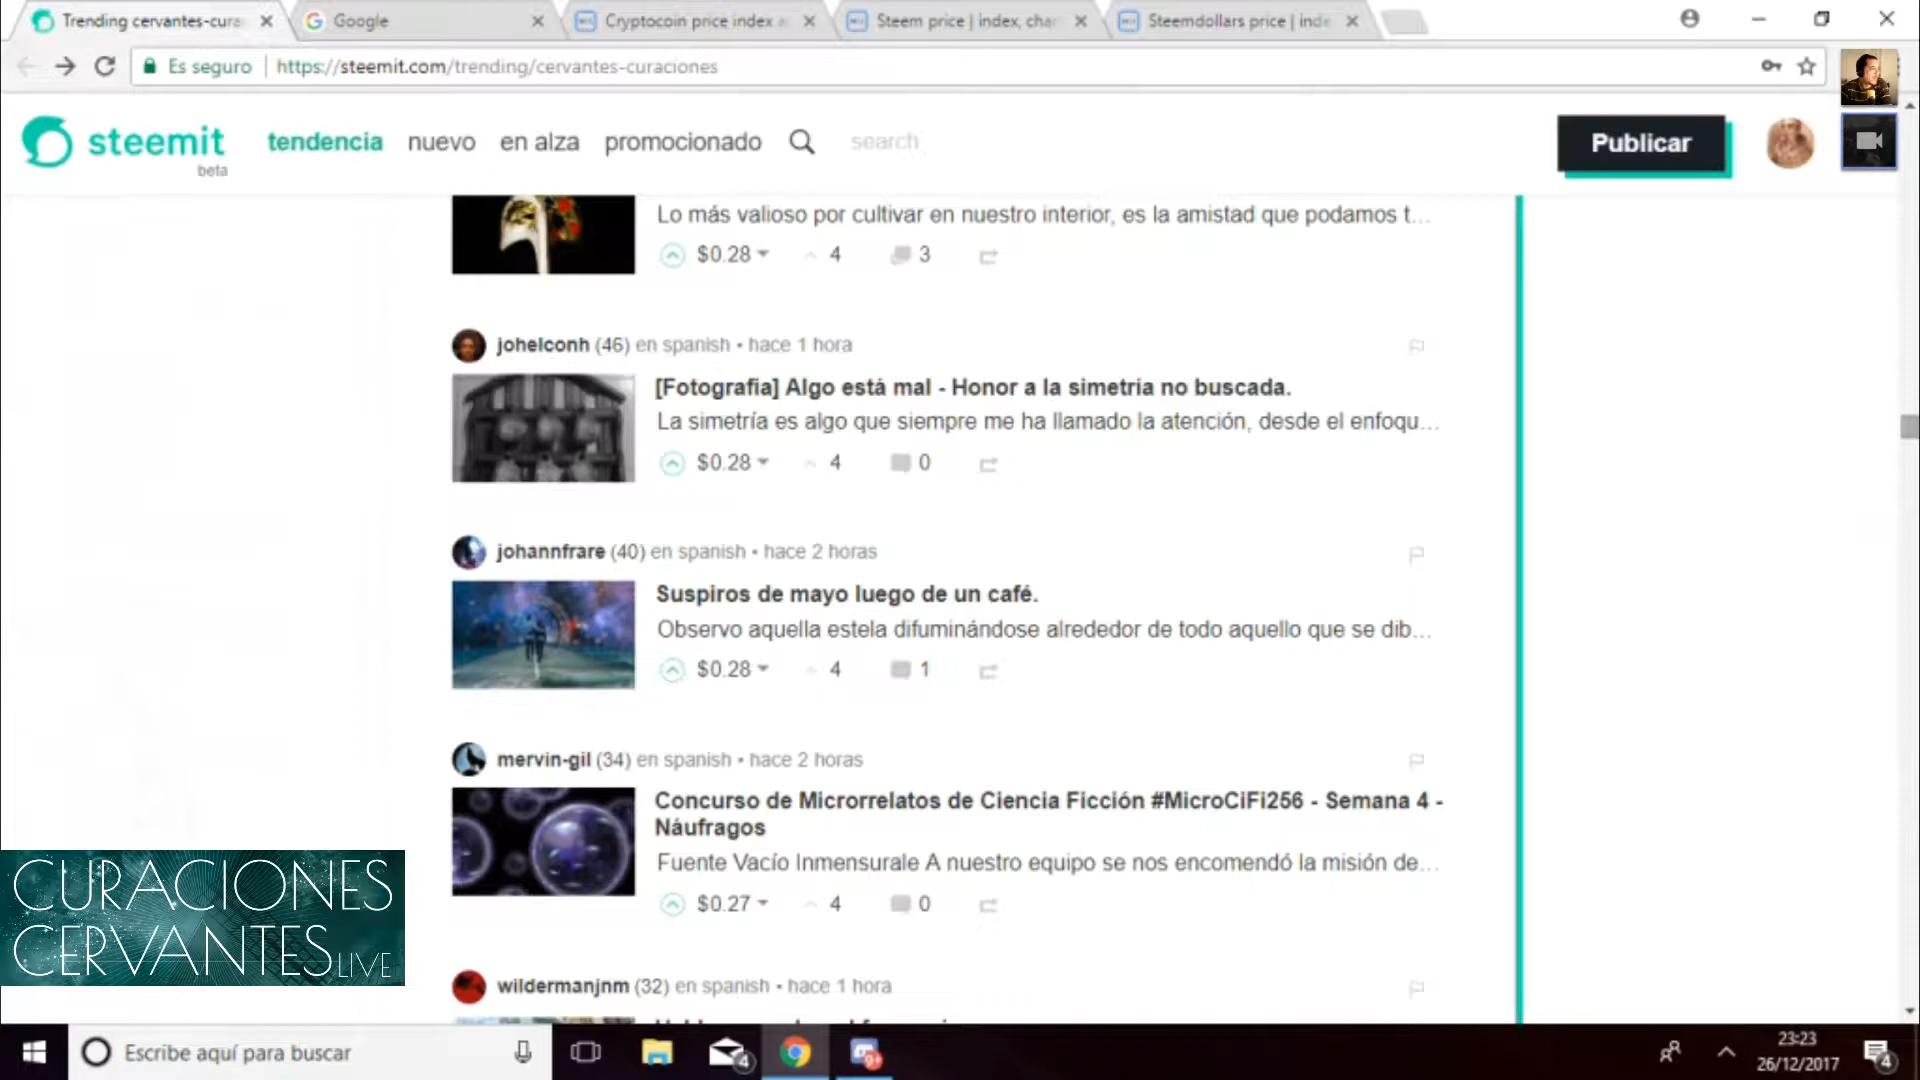 Trending cervantes-cura
Google
Cryptocoin price index a
Steem price | index, cha
Steemdollars price | inde
Es seguro
https://steemit.com/trending/cervantes-curaciones
steemit
beta
tendencia
nuevo
en alza
promocionado
search
Publicar
Lo más valioso por cultivar en nuestro interior, es la amistad que podamos t...
$0.28 4 3
johelconh (46) en spanish • hace 1 hora
[Fotografía] Algo está mal - Honor a la simetria no buscada.
La simetría es algo que siempre me ha llamado la atención, desde el enfoqu...
$0.28 4 0
johannfrare (40) en spanish • hace 2 horas
Suspiros de mayo luego de un café.
Observo aquella estela difuminándose alrededor de todo aquello que se dib...
$0.28 4 1
mervin-gil (34) en spanish • hace 2 horas
Concurso de Microrrelatos de Ciencia Ficción #MicroCiFi256 - Semana 4 -
Náufragos
Fuente Vacío Inmensurale A nuestro equipo se nos encomendó la misión de...
$0.27 4 0
CURACIONES
CERVANTES LIVE
wildermanjnm (32) en spanish • hace 1 hora
Escribe aquí para buscar
4
9+
23:23
26/12/2017
4